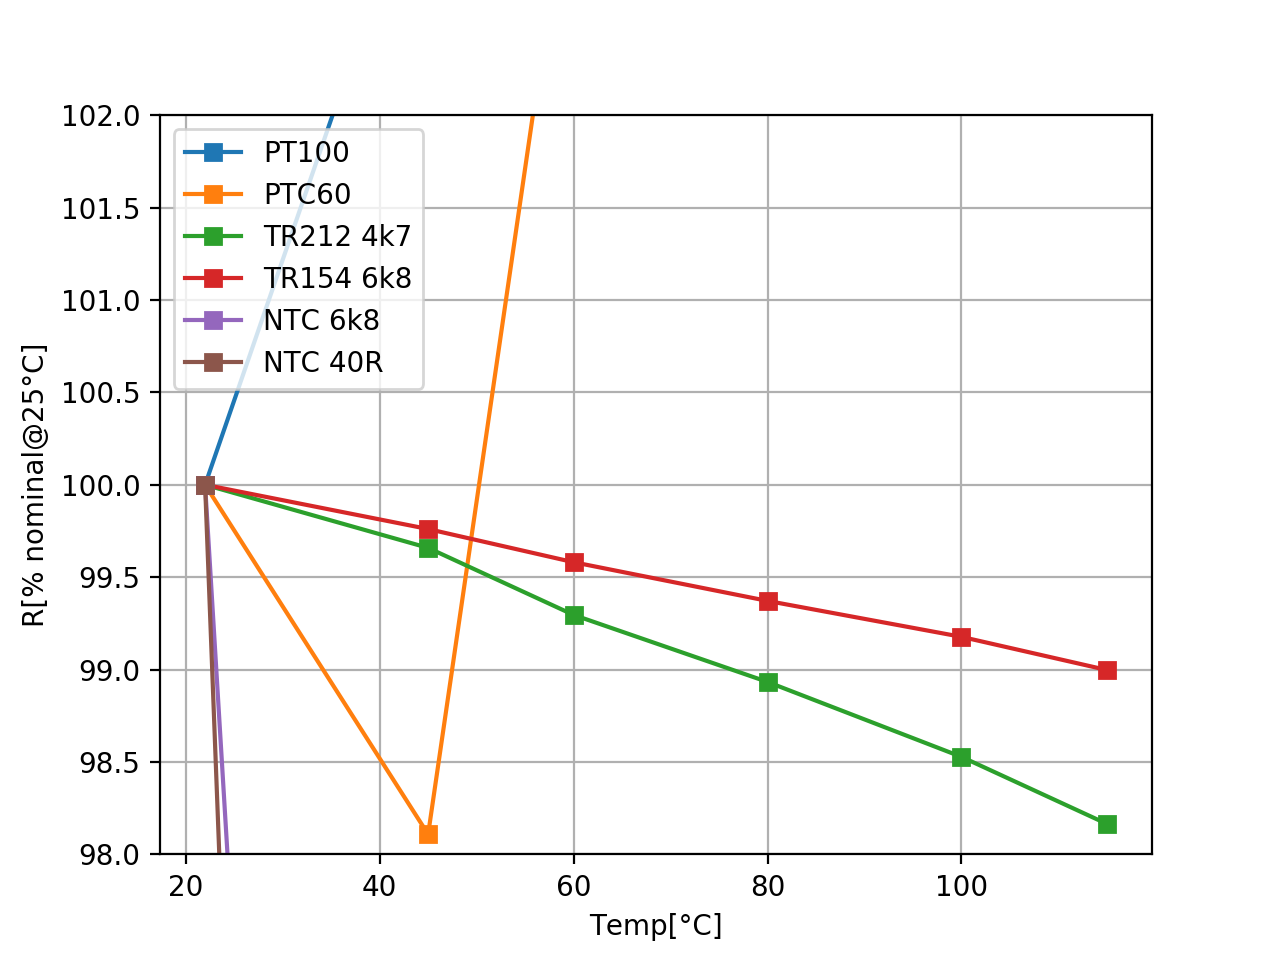 102.0
101.5
101.0
100.5
100.0
99.5
99.0
98.5
98.0
R[% nominal@25°C]
PT100
PTC60
TR212 4k7
TR154 6k8
NTC 6k8
NTC 40R
20 40 60 80 100
Temp[°C]